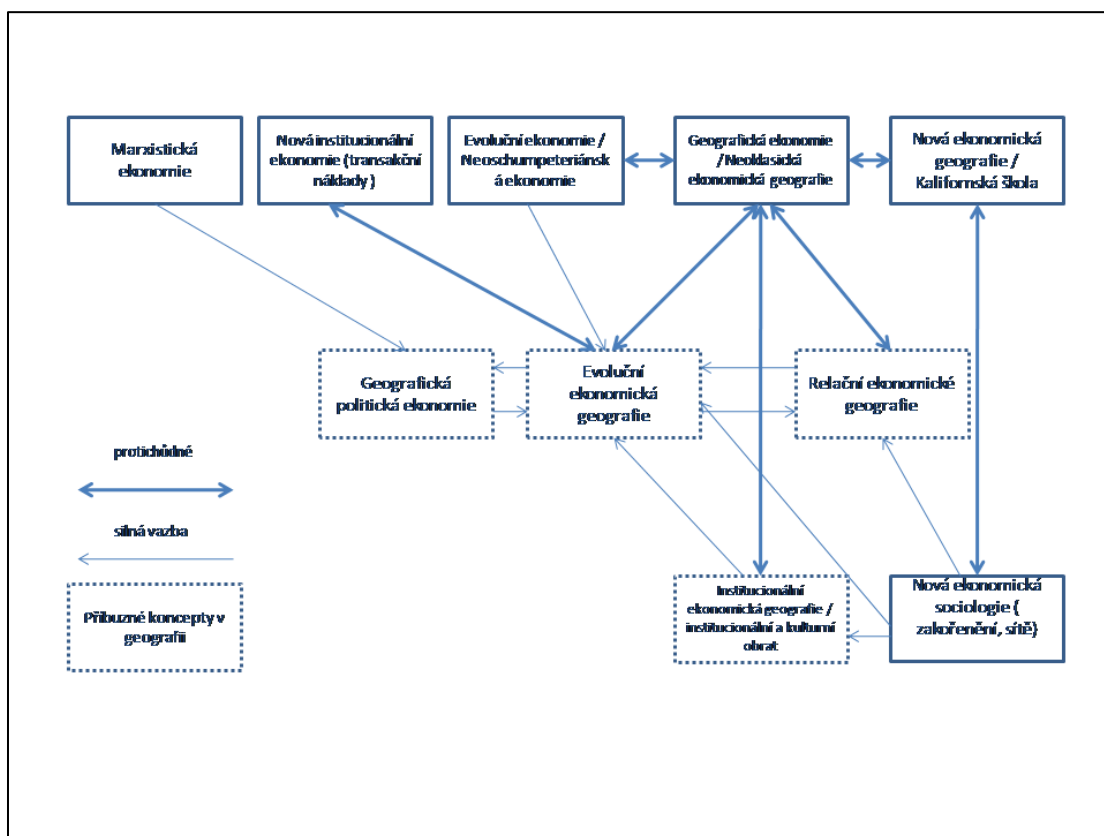 Marxistická
ekonomie
Nová institucionální
ekonomie (transakční
náklady )
Evoluční ekonomie /
Neoschumpeteriánsk
á ekonomie
Geografická ekonomie
/Neoklasická
ekonomická geografie
Nová ekonomická
geografie /
Kalifornská škola
Geografická
politická ekonomie
Evoluční
ekonomická
geografie
Relační ekonomické
geografie
protichůdné
silná vazba
Příbuzné koncepty v
geografii
Institucionální
ekonomická geografie /
institucionální a kulturní
obrat
Nová ekonomická
sociologie (
zakořenění, sítě)